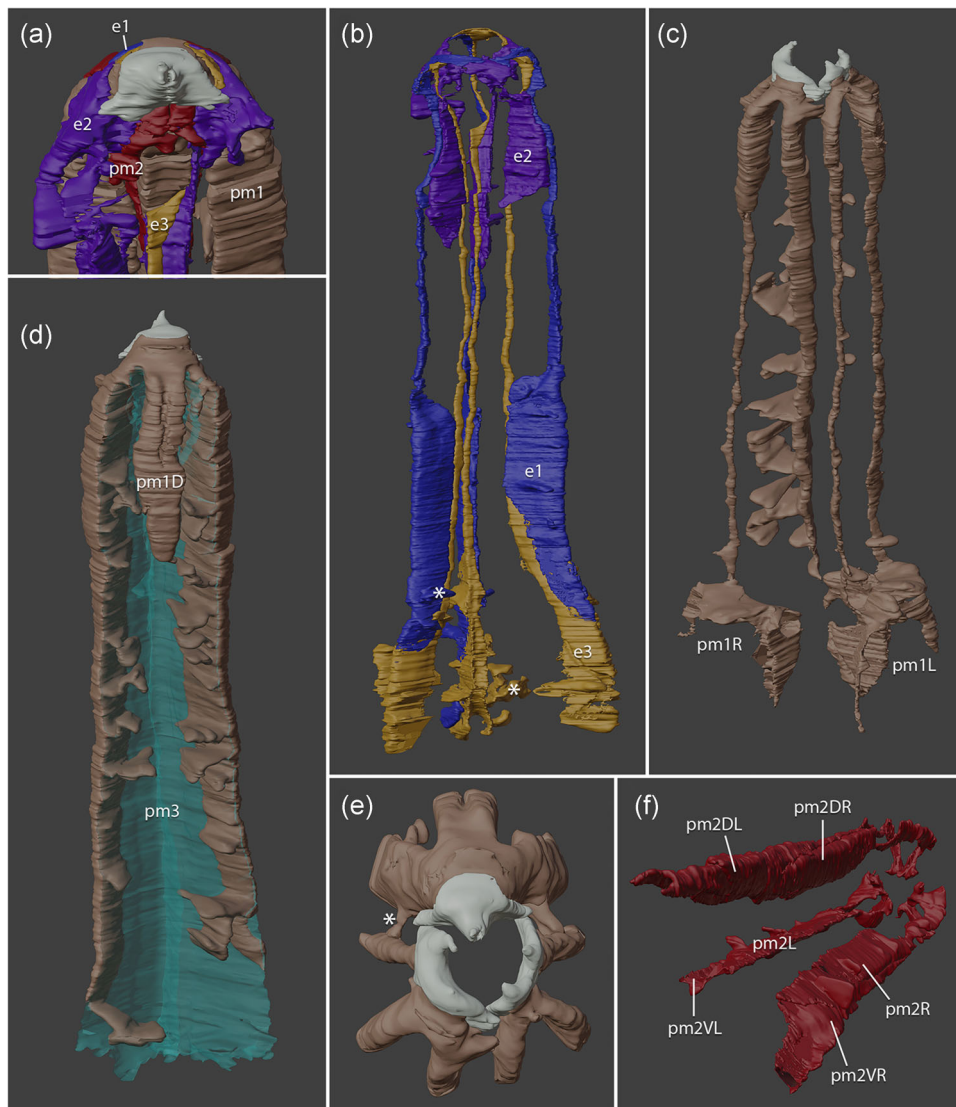 (a)
e1
e2
pm2
pm1
e3
(b)
e2
e1
*
e3
*
(c)
pm1R
pm1L
(d)
pm1D
pm3
(e)
*
(f)
pm2DR
pm2DL
pm2L
pm2R
pm2VL
pm2VR